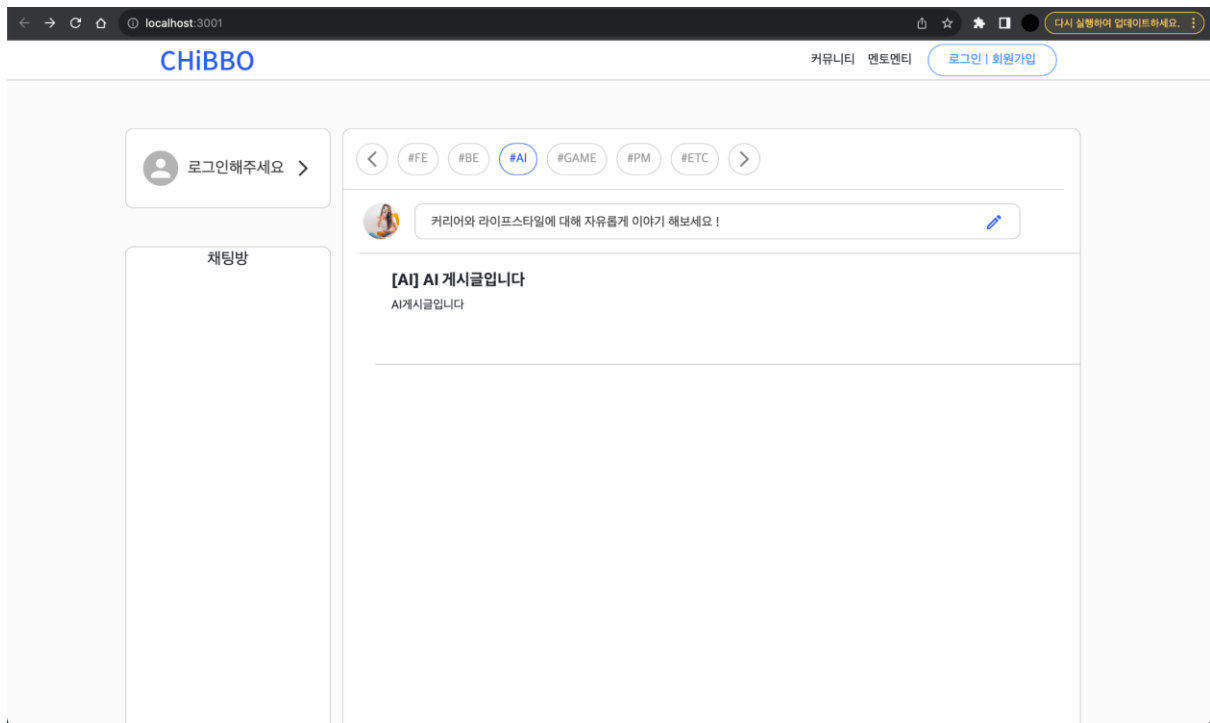 localhost:3001
다시 실행하여 업데이트하세요.
CHiBBO
커뮤니티 멘토멘티 로그인 | 회원가입
로그인해주세요
#FE #BE #AI #GAME #PM #ETC
커리어와 라이프스타일에 대해 자유롭게 이야기 해보세요 !
채팅방
[AI] AI 게시글입니다
AI게시글입니다